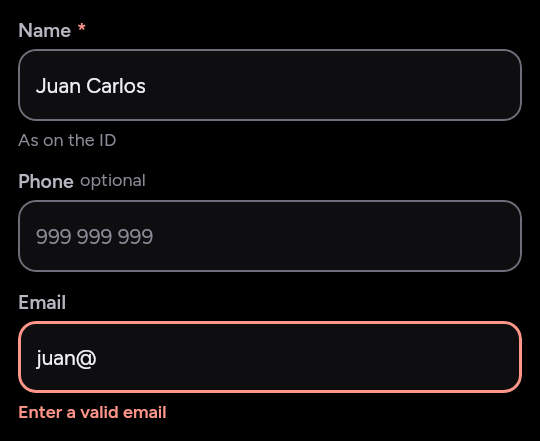 Name *
Juan Carlos
As on the ID
Phone optional
999 999 999
Email
juan@
Enter a valid email